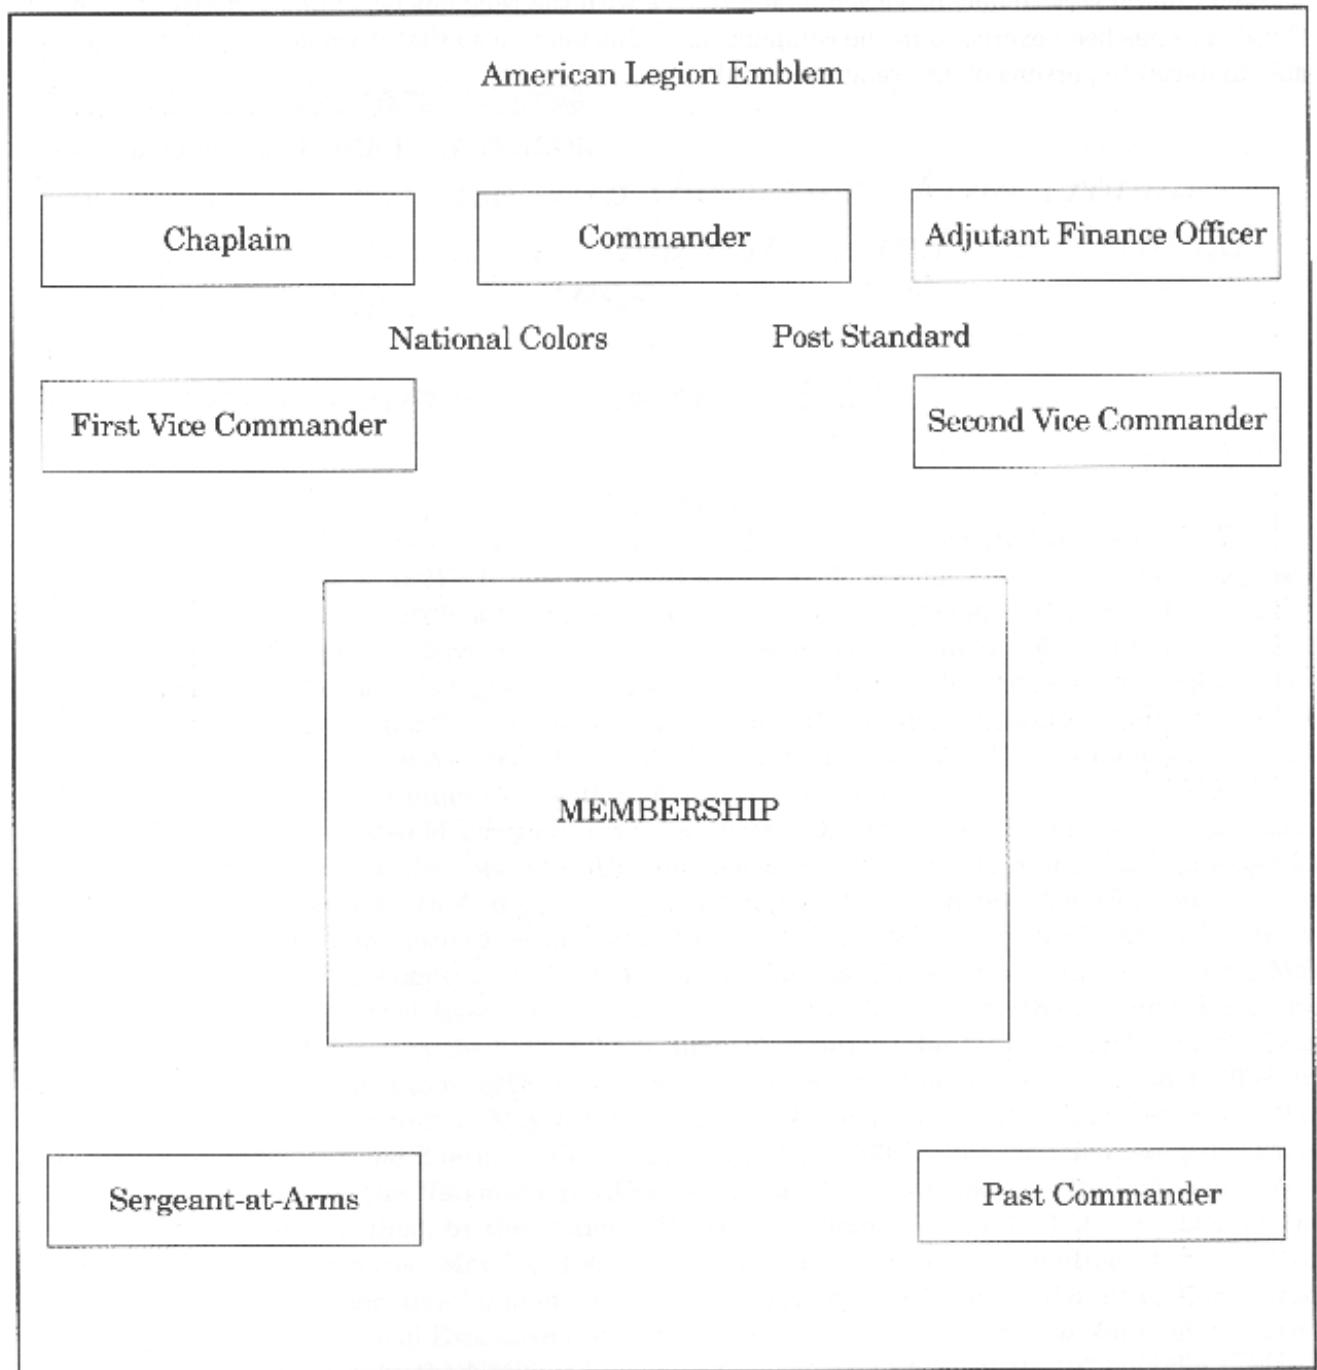 American Legion Emblem
Chaplain
Commander
Adjutant Finance Officer
National Colors
Post Standard
First Vice Commander
Second Vice Commander
MEMBERSHIP
Sergeant-at-Arms
Past Commander